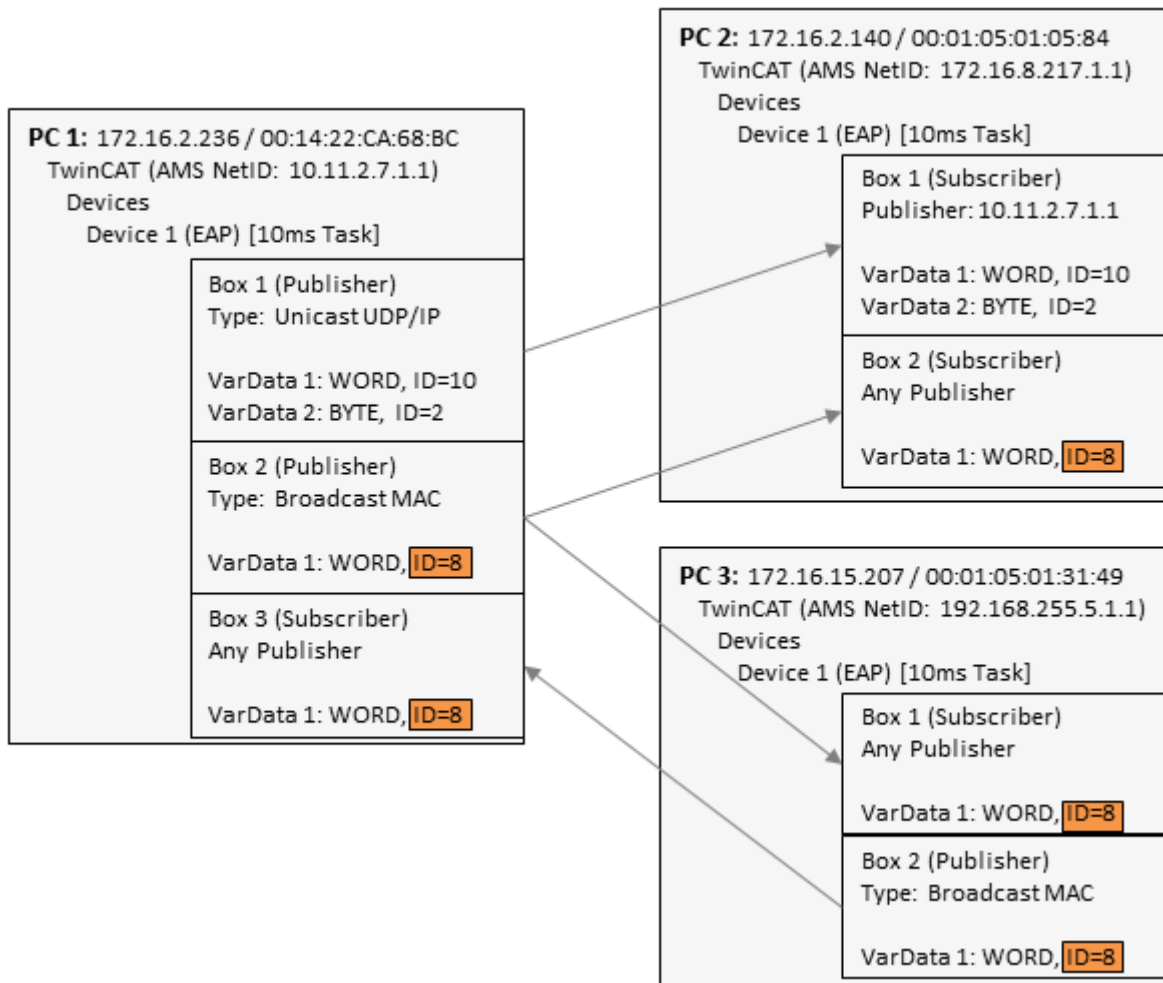 PC 1: 172.16.2.236 / 00:14:22:CA:68:BC
TwinCAT (AMS NetID: 10.11.2.7.1.1)
Devices
Device 1 (EAP) [10ms Task]
Box 1 (Publisher)
Type: Unicast UDP/IP
VarData 1: WORD, ID=10
VarData 2: BYTE, ID=2
Box 2 (Publisher)
Type: Broadcast MAC
VarData 1: WORD, ID=8
Box 3 (Subscriber)
Any Publisher
VarData 1: WORD, ID=8
PC 2: 172.16.2.140 / 00:01:05:01:05:84
TwinCAT (AMS NetID: 172.16.8.217.1.1)
Devices
Device 1 (EAP) [10ms Task]
Box 1 (Subscriber)
Publisher: 10.11.2.7.1.1
VarData 1: WORD, ID=10
VarData 2: BYTE, ID=2
Box 2 (Subscriber)
Any Publisher
VarData 1: WORD, ID=8
PC 3: 172.16.15.207 / 00:01:05:01:31:49
TwinCAT (AMS NetID: 192.168.255.5.1.1)
Devices
Device 1 (EAP) [10ms Task]
Box 1 (Subscriber)
Any Publisher
VarData 1: WORD, ID=8
Box 2 (Publisher)
Type: Broadcast MAC
VarData 1: WORD, ID=8